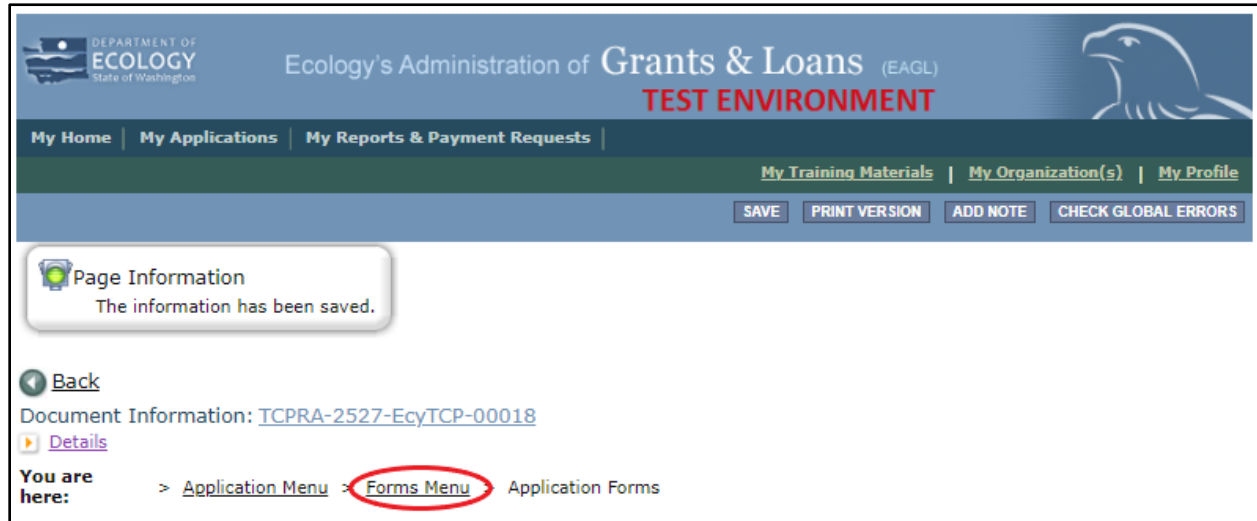 DEPARTMENT OF
ECOLOGY
State of Washington
Ecology's Administration of Grants & Loans (EAGL)
TEST ENVIRONMENT
My Home | My Applications | My Reports & Payment Requests |
My Training Materials | My Organization(s) | My Profile
SAVE PRINT VERSION ADD NOTE CHECK GLOBAL ERRORS
Page Information
The information has been saved.
Back
Document Information: TCPRA-2527-EcyTCP-00018
Details
You are here: > Application Menu > Forms Menu > Application Forms